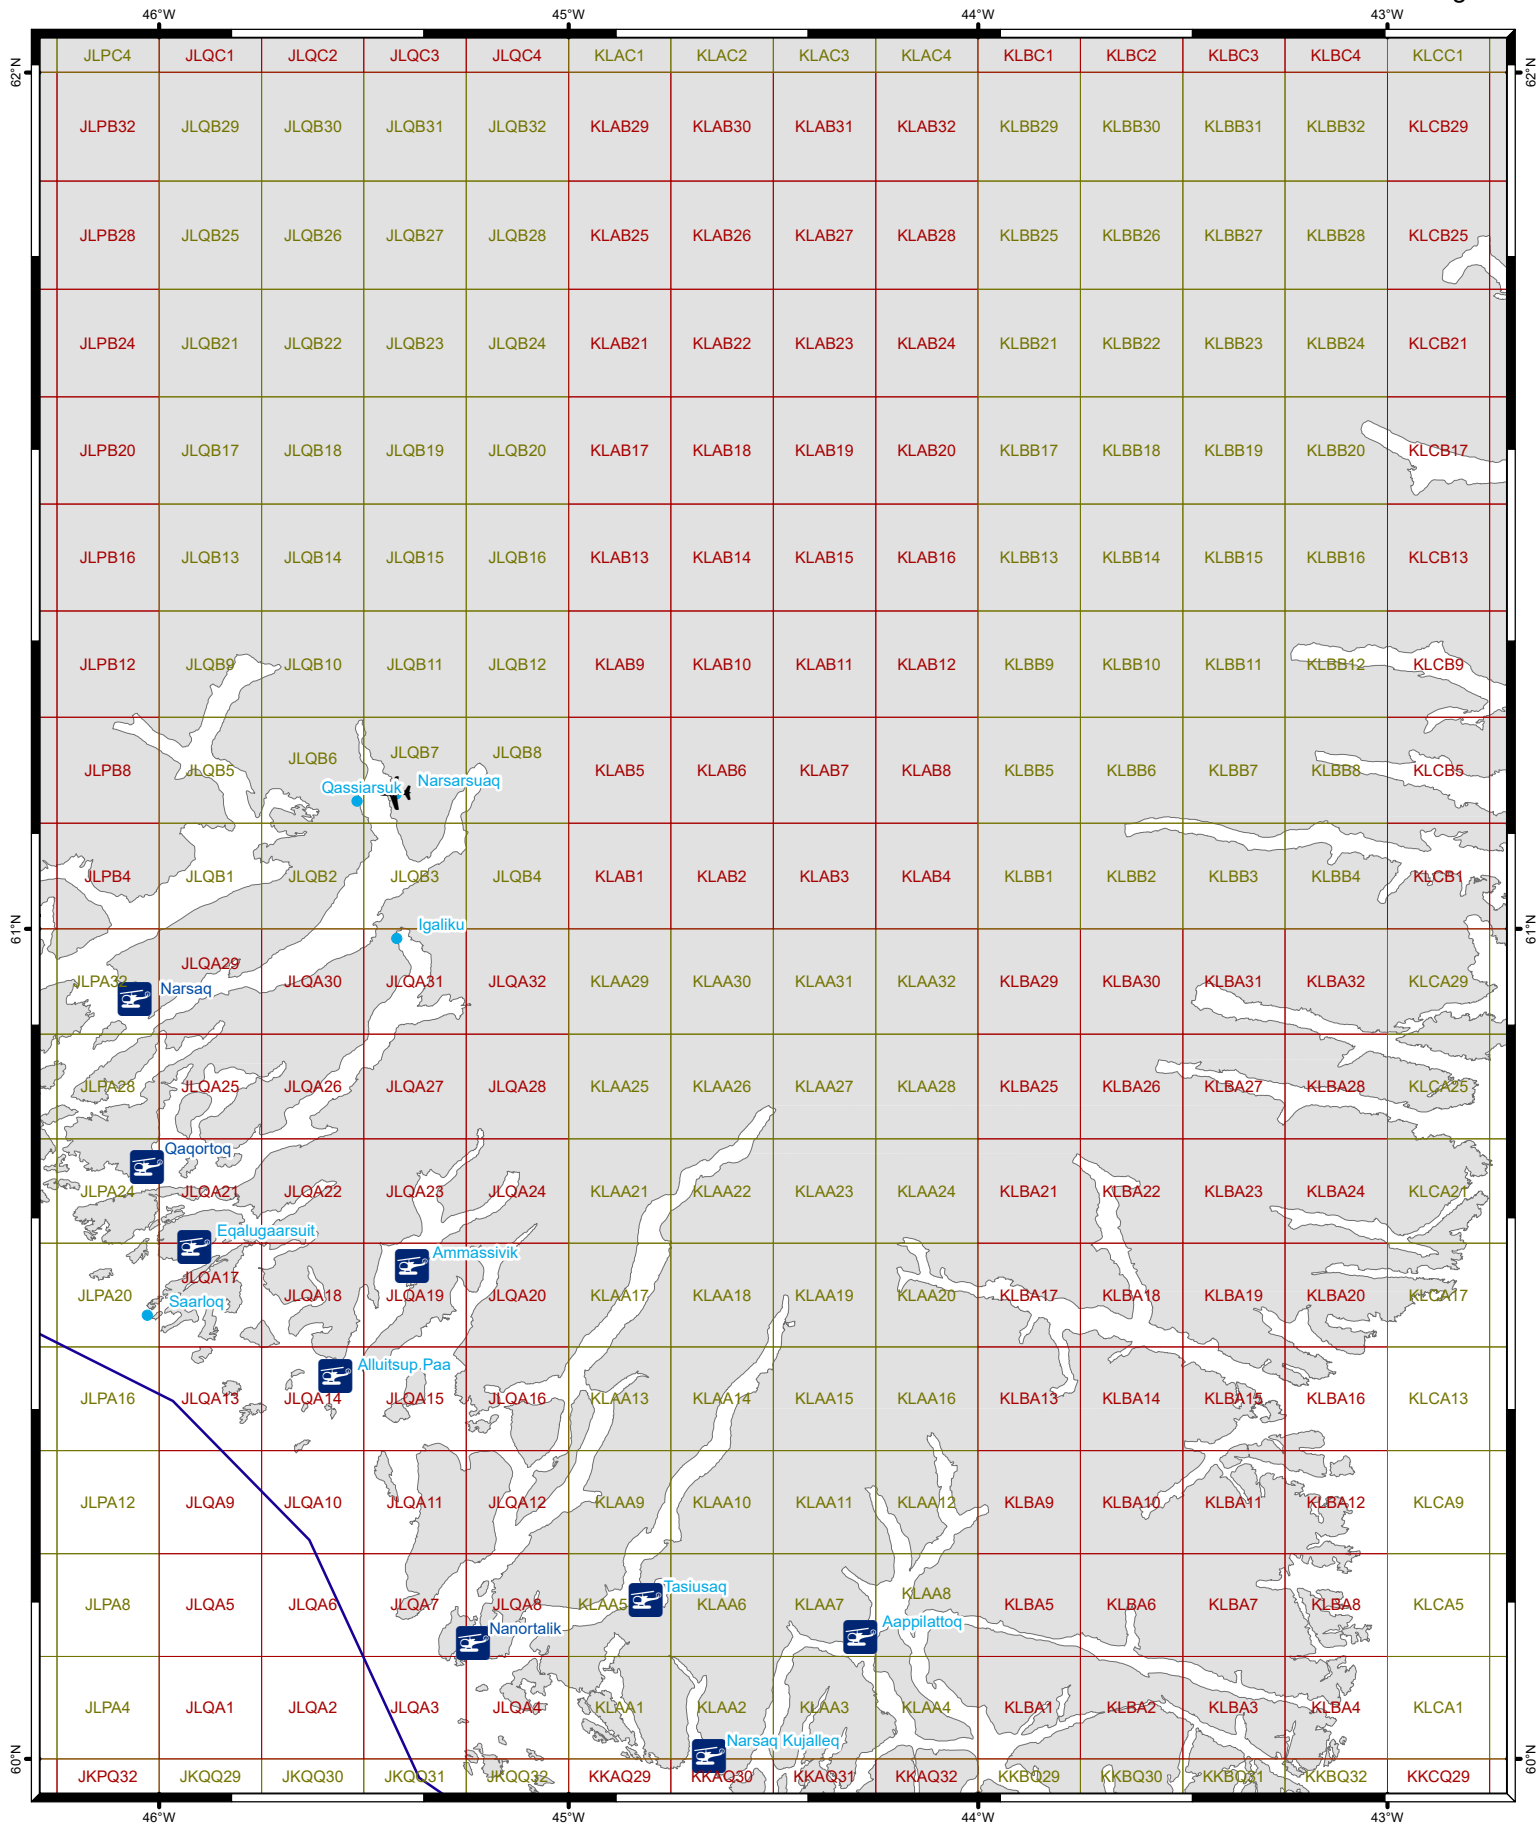 46°W 45°W 44°W 43°W
JLPC4 JLQC1 JLQC2 JLQC3 JLQC4 KLAC1 KLAC2 KLAC3 KLAC4 KLBC1 KLBC2 KLBC3 KLBC4 KLCC1
62°N 62°N
JLPB32 JLQB29 JLQB30 JLQB31 JLQB32 KLAB29 KLAB30 KLAB31 KLAB32 KLBB29 KLBB30 KLBB31 KLBB32 KLCB29
JLPB28 JLQB25 JLQB26 JLQB27 JLQB28 KLAB25 KLAB26 KLAB27 KLAB28 KLBB25 KLBB26 KLBB27 KLBB28 KLCB25
JLPB24 JLQB21 JLQB22 JLQB23 JLQB24 KLAB21 KLAB22 KLAB23 KLAB24 KLBB21 KLBB22 KLBB23 KLBB24 KLCB21
JLPB20 JLQB17 JLQB18 JLQB19 JLQB20 KLAB17 KLAB18 KLAB19 KLAB20 KLBB17 KLBB18 KLBB19 KLBB20 KLCB17
JLPB16 JLQB13 JLQB14 JLQB15 JLQB16 KLAB13 KLAB14 KLAB15 KLAB16 KLBB13 KLBB14 KLBB15 KLBB16 KLCB13
JLPB12 JLQB9 JLQB10 JLQB11 JLQB12 KLAB9 KLAB10 KLAB11 KLAB12 KLBB9 KLBB10 KLBB11 KLBB12 KLCB9
JLQB6 JLQB7 JLQB8
JLPB8 JLQB5 KLAB5 KLAB6 KLAB7 KLAB8 KLBB5 KLBB6 KLBB7 KLBB8 KLCB5
Qassiarsuk Narsarsuaq
JLPB4 JLQB1 JLQB2 JLQB3 JLQB4 KLAB1 KLAB2 KLAB3 KLAB4 KLBB1 KLBB2 KLBB3 KLBB4 KLCB1
Igaliku
61°N 61°N
JLQA29
JLPA32 JLQA30 JLQA31 JLQA32 KLAA29 KLAA30 KLAA31 KLAA32 KLBA29 KLBA30 KLBA31 KLBA32 KLCA29
Narsaq
JLPA28 JLQA25 JLQA26 JLQA27 JLQA28 KLAA25 KLAA26 KLAA27 KLAA28 KLBA25 KLBA26 KLBA27 KLBA28 KLCA25
Qaqortoq
JLPA24 JLQA21 JLQA22 JLQA23 JLQA24 KLAA21 KLAA22 KLAA23 KLAA24 KLBA21 KLBA22 KLBA23 KLBA24 KLCA21
Eqalugaarsuit
Ammassivik
JLQA17
JLPA20 JLQA18 JLQA19 JLQA20 KLAA17 KLAA18 KLAA19 KLAA20 KLBA17 KLBA18 KLBA19 KLBA20 KLCA17
Saarloq
Alluitsup Paa
JLPA16 JLQA13 JLQA14 JLQA15 JLQA16 KLAA13 KLAA14 KLAA15 KLAA16 KLBA13 KLBA14 KLBA15 KLBA16 KLCA13
JLPA12 JLQA9 JLQA10 JLQA11 JLQA12 KLAA9 KLAA10 KLAA11 KLAA12 KLBA9 KLBA10 KLBA11 KLBA12 KLCA9
Tasiusaq
KLAA8
JLPA8 JLQA5 JLQA6 JLQA7 JLQA8 KLAA5 KLAA6 KLAA7 KLBA5 KLBA6 KLBA7 KLBA8 KLCA5
Nanortalik Aappilattoq
JLPA4 JLQA1 JLQA2 JLQA3 JLQA4 KLAA1 KLAA2 KLAA3 KLAA4 KLBA1 KLBA2 KLBA3 KLBA4 KLCA1
Narsaq Kujalleq
60°N 60°N
JKPQ32 JKQQ29 JKQQ30 JKQQ31 JKQQ32 KKAQ29 KKAQ30 KKAQ31 KKAQ32 KKBQ29 KKBQ30 KKBQ31 KKBQ32 KKCQ29
46°W 45°W 44°W 43°W